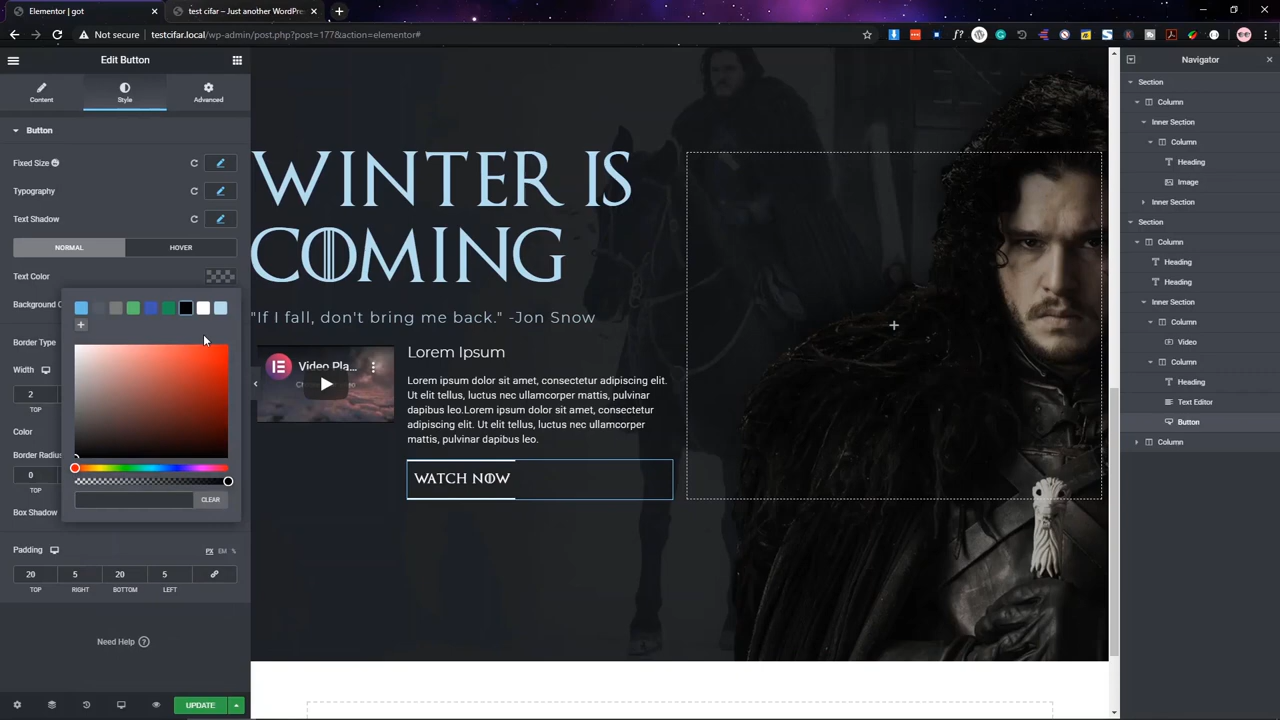 Elementor | got
test cifar – Just another WordPre
Not secure
testcifar.local/wp-admin/post.php?post=177&action=elementor#
Edit Button
Content
Style
Advanced
Button
Fixed Size
Typography
Text Shadow
NORMAL
HOVER
Text Color
Background C
Border Type
Width
2
TOP
Color
Border Radius
0
TOP
Box Shadow
CLEAR
Padding
PX EM %
20 5 20 5
TOP RIGHT BOTTOM LEFT
Need Help
UPDATE
WINTER IS
COMING
"If I fall, don't bring me back." -Jon Snow
Video Pla...
Lorem Ipsum
Lorem ipsum dolor sit amet, consectetur adipiscing elit.
Ut elit tellus, luctus nec ullamcorper mattis, pulvinar
dapibus leo.Lorem ipsum dolor sit amet, consectetur
adipiscing elit. Ut elit tellus, luctus nec ullamcorper
mattis, pulvinar dapibus leo.
WATCH NOW
Navigator
Section
Column
Inner Section
Column
Heading
Image
Inner Section
Section
Column
Heading
Heading
Inner Section
Column
Video
Column
Heading
Text Editor
Button
Column